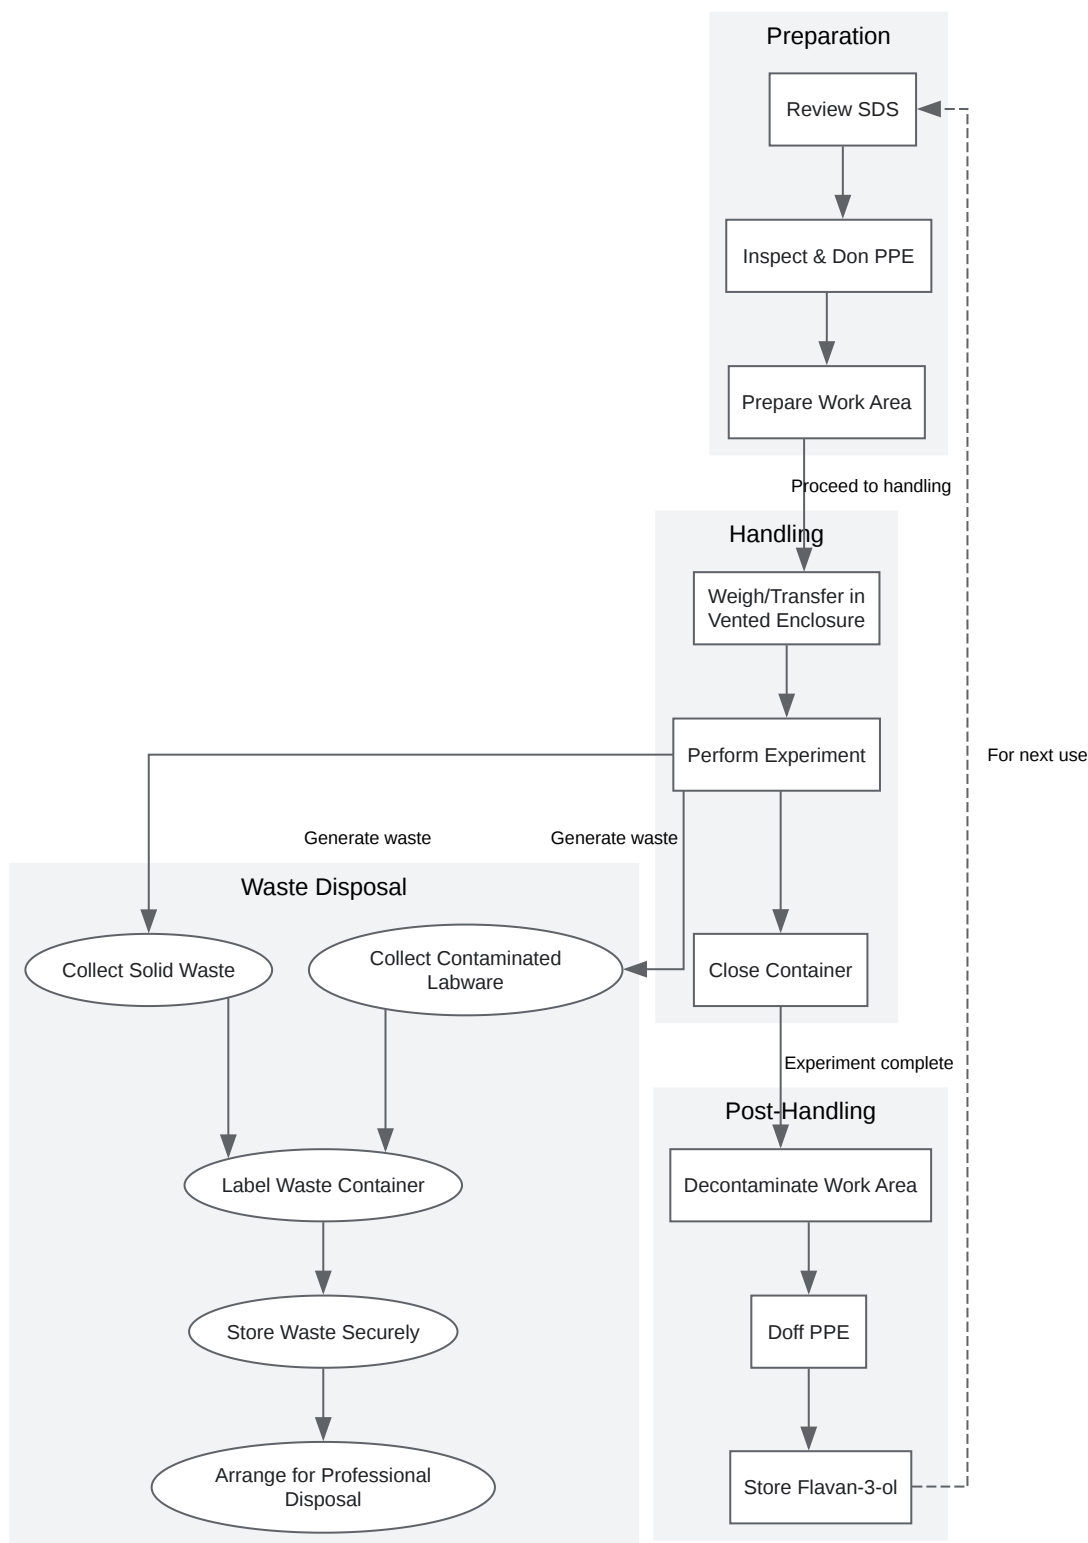 Preparation
Review SDS
Inspect & Don PPE
Prepare Work Area
Proceed to handling
Handling
Weigh/Transfer in
Vented Enclosure
Perform Experiment
For next use
Generate waste
Generate waste
Waste Disposal
Collect Solid Waste
Collect Contaminated
Labware
Close Container
Experiment complete
Post-Handling
Label Waste Container
Decontaminate Work Area
Store Waste Securely
Doff PPE
Arrange for Professional
Disposal
Store Flavan-3-ol